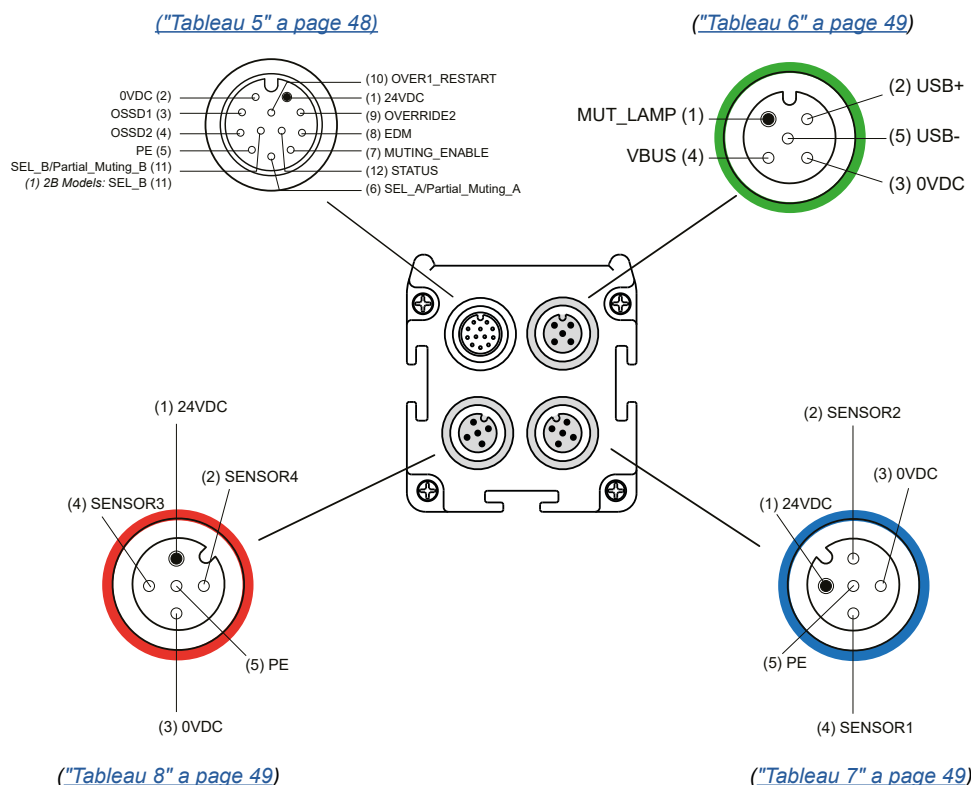 ("Tableau 5" a page 48)
("Tableau 6" a page 49)
(10) OVER1_RESTART
0VDC (2)
(1) 24VDC
OSSD1 (3)
(9) OVERRIDE2
OSSD2 (4)
(8) EDM
PE (5)
(7) MUTING_ENABLE
SEL_B/Partial_Muting_B (11)
(12) STATUS
(1) 2B Models: SEL_B (11)
(6) SEL_A/Partial_Muting_A
(2) USB+
MUT_LAMP (1)
(5) USB-
VBUS (4)
(3) 0VDC
(1) 24VDC
(2) SENSOR4
(4) SENSOR3
(5) PE
(3) 0VDC
(2) SENSOR2
(3) 0VDC
(1) 24VDC
(5) PE
(4) SENSOR1
("Tableau 8" a page 49)
("Tableau 7" a page 49)